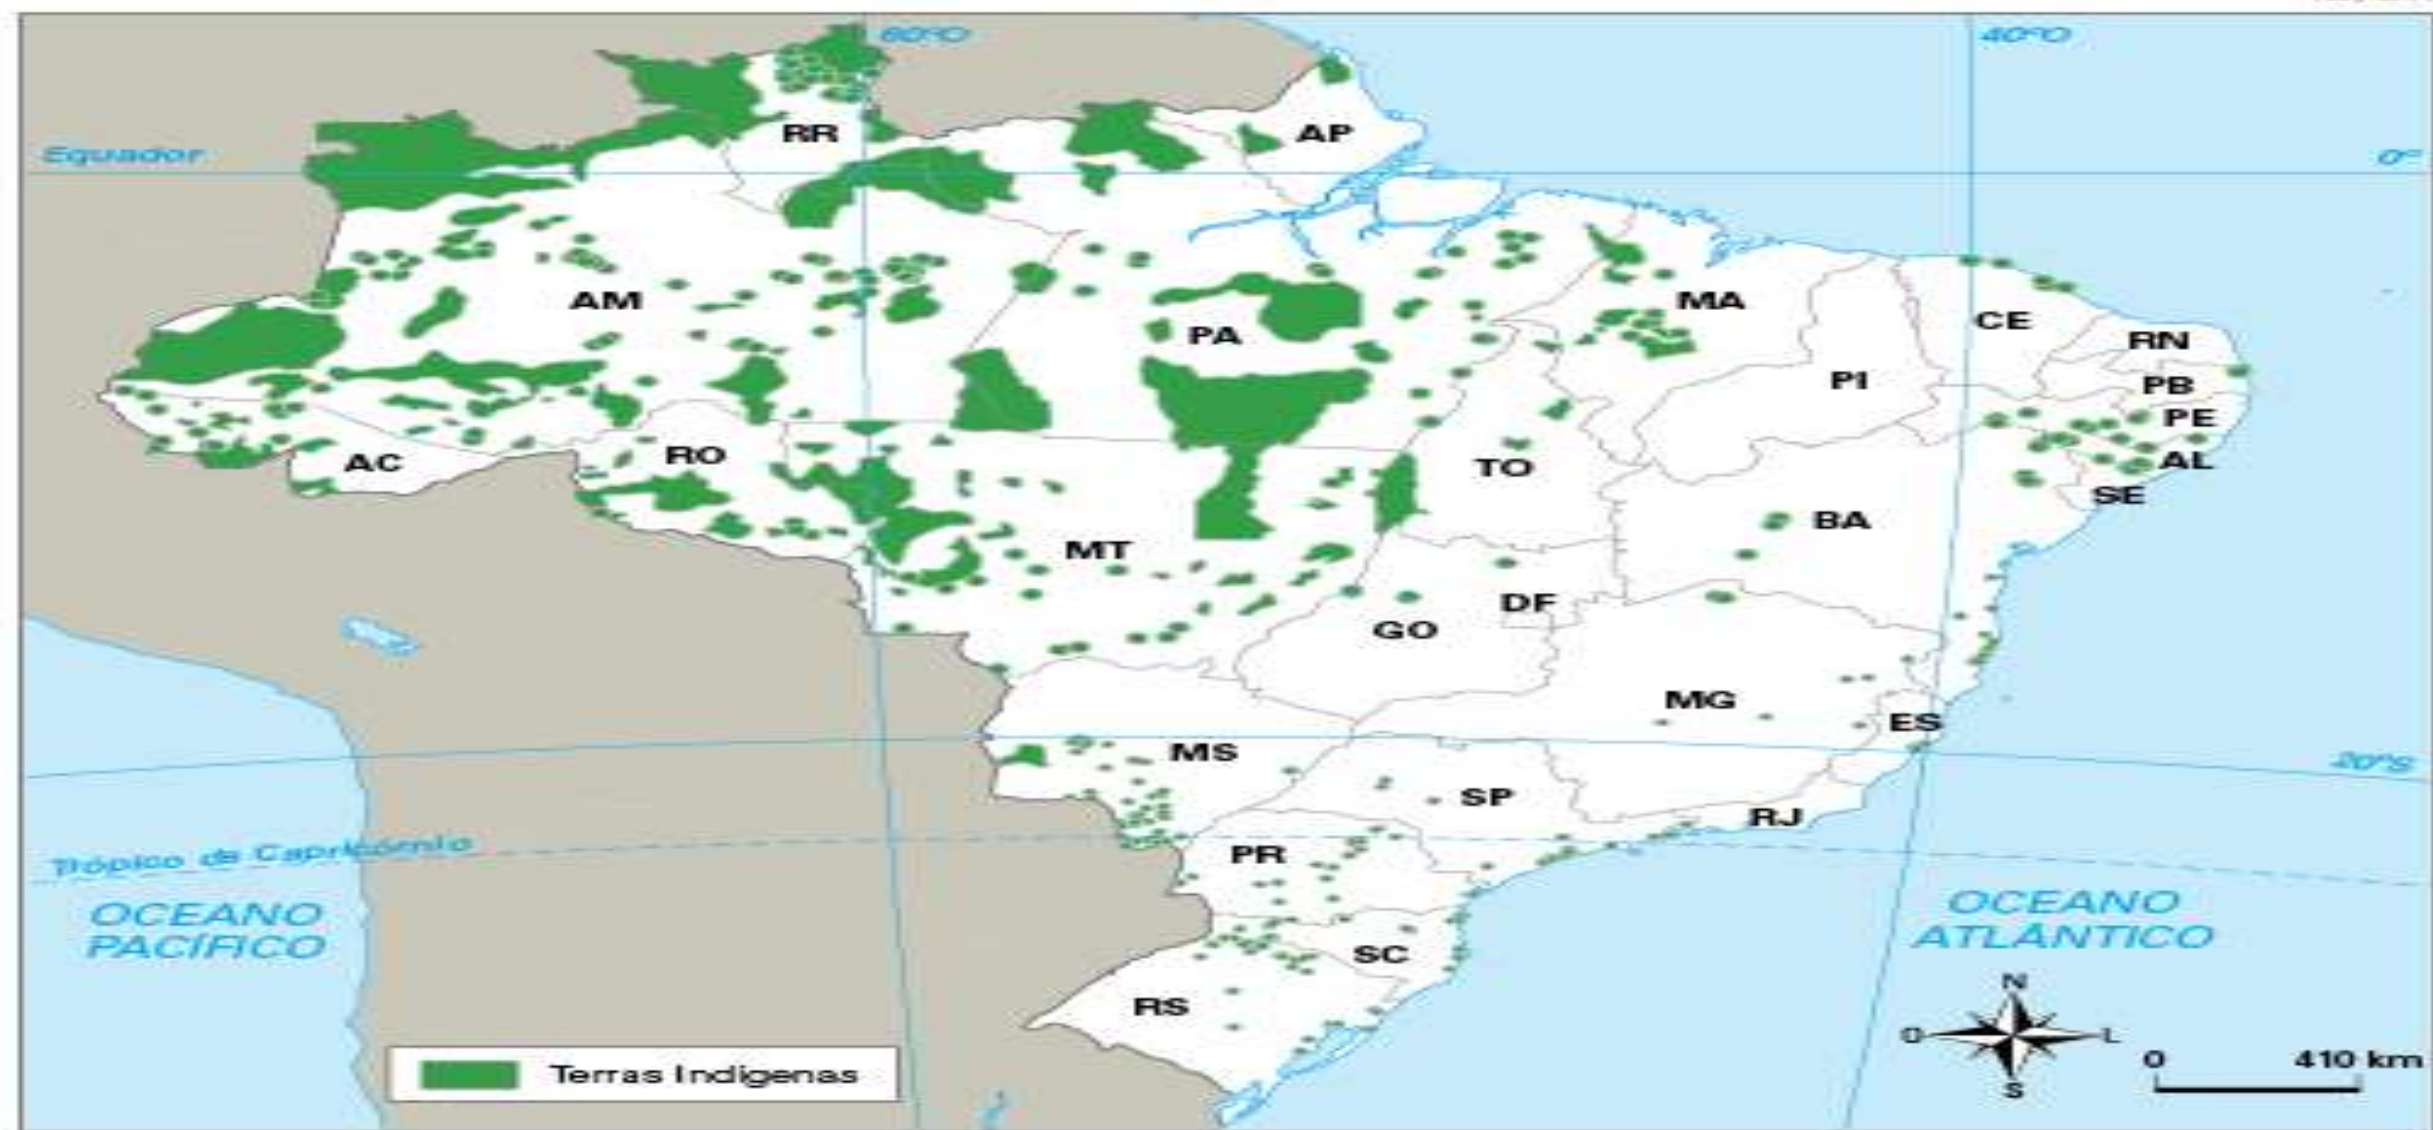 60°O
40°O
Equador
0°
RR
AP
AM
PA
MA
CE
RN
PB
PI
PE
AC
RO
TO
AL
SE
BA
MT
DF
GO
MG
ES
MS
20°S
SP
RJ
Trópico de Capricórnio
PR
OCEANO
PACÍFICO
OCEANO
ATLÂNTICO
SC
RS
N
O
L
S
0 410 km
Terras Indígenas